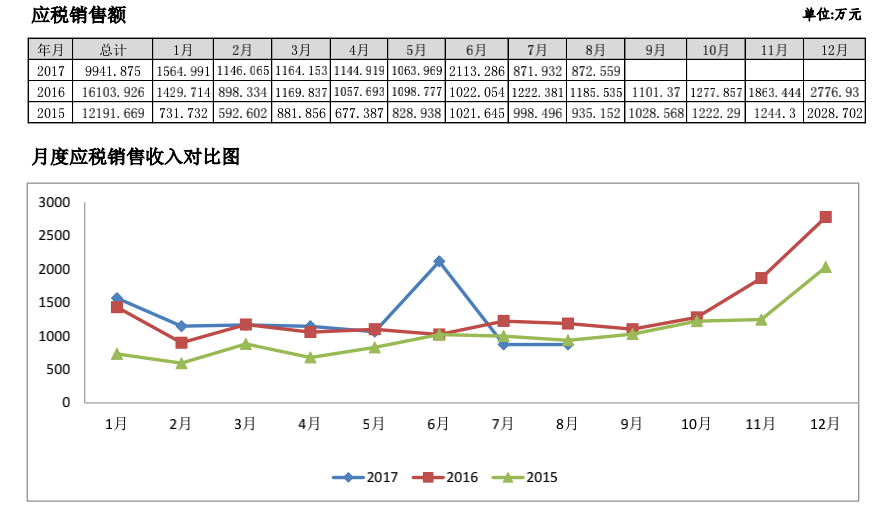 应税销售额 单位:万元
年月 总计 1月 2月 3月 4月 5月 6月 7月 8月 9月 10月 11月 12月
2017 9941.875 1564.991 1146.065 1164.153 1144.919 1063.969 2113.286 871.932 872.559
2016 16103.926 1429.714 898.334 1169.837 1057.693 1098.777 1022.054 1222.381 1185.535 1101.37 1277.857 1863.444 2776.93
2015 12191.669 731.732 592.602 881.856 677.387 828.938 1021.645 998.496 935.152 1028.568 1222.29 1244.3 2028.702
月度应税销售收入对比图
3000
2500
2000
1500
1000
500
0
1月 2月 3月 4月 5月 6月 7月 8月 9月 10月 11月 12月
2017 2016 2015